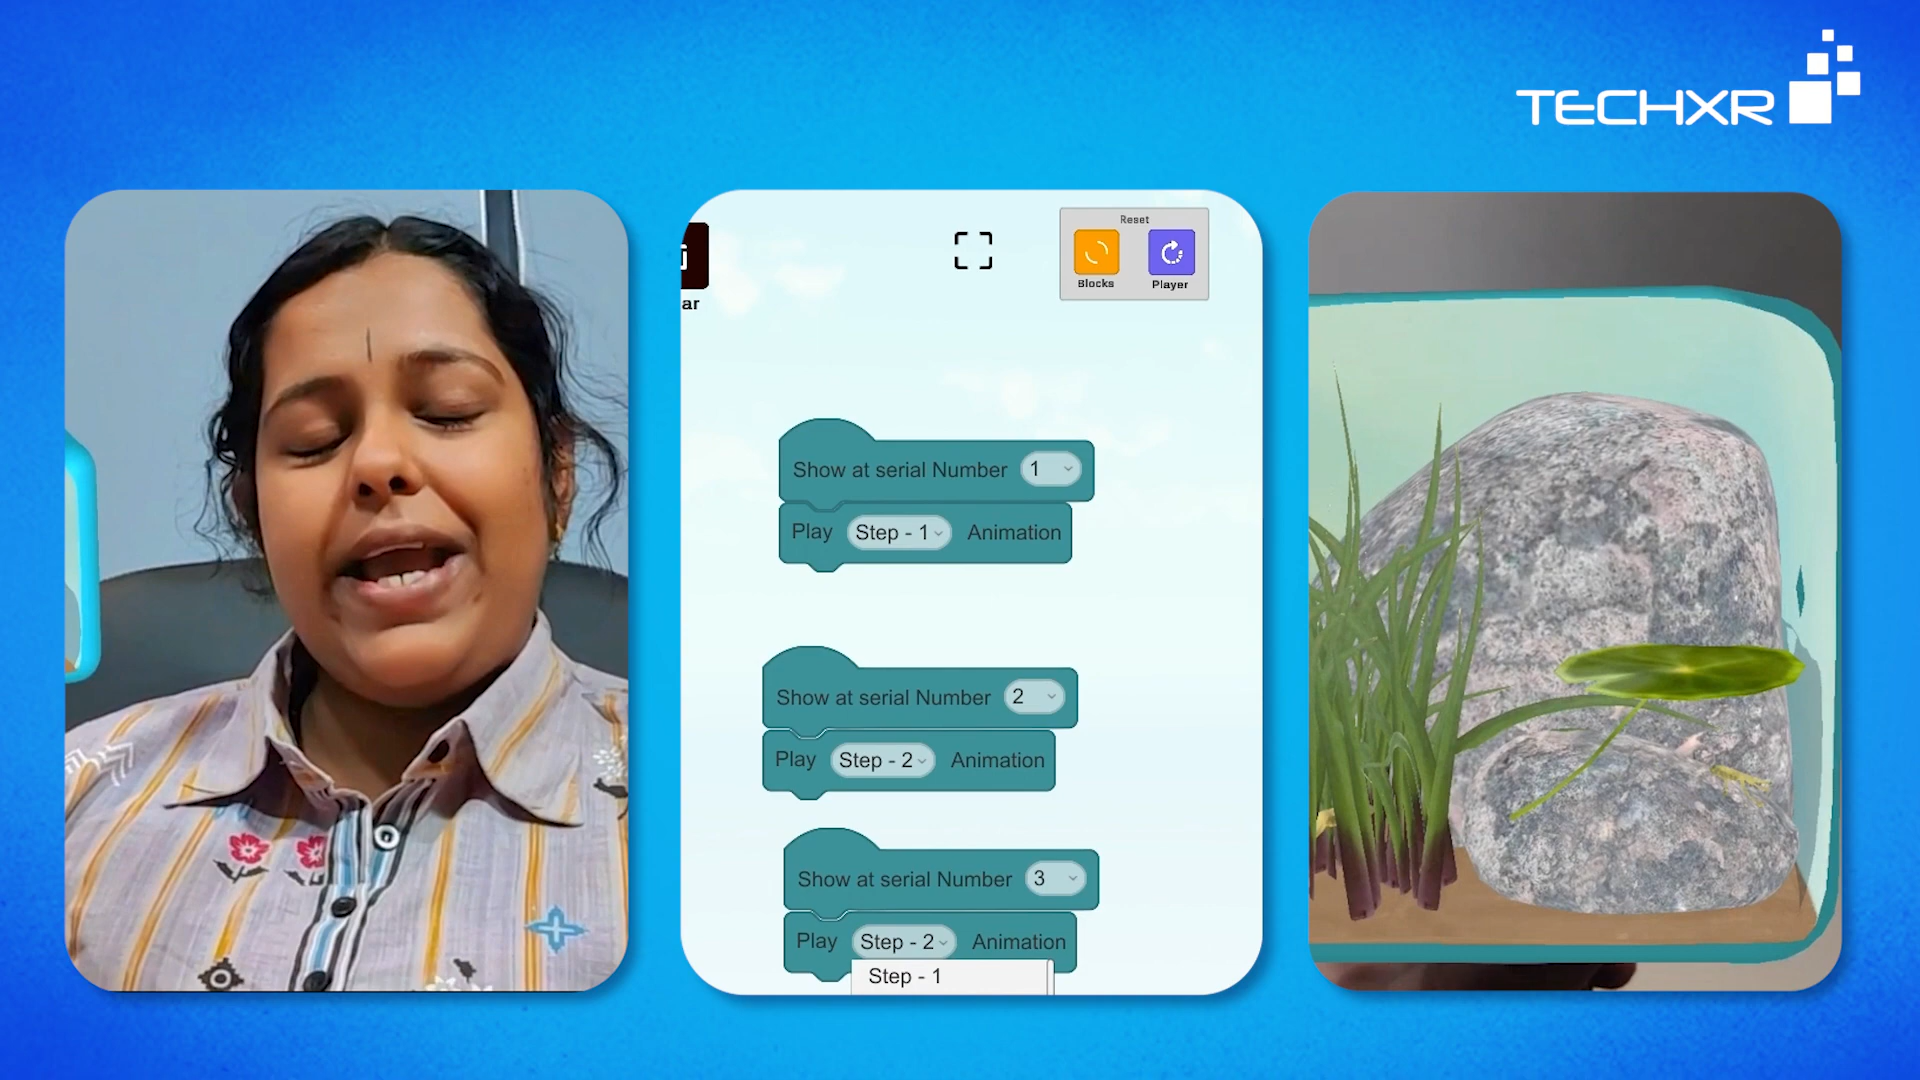 TECHXR
ar
Reset
Blocks
Player
Show at serial Number 1
Play Step - 1 Animation
Show at serial Number 2
Play Step - 2 Animation
Show at serial Number 3
Play Step - 2 Animation
Step - 1